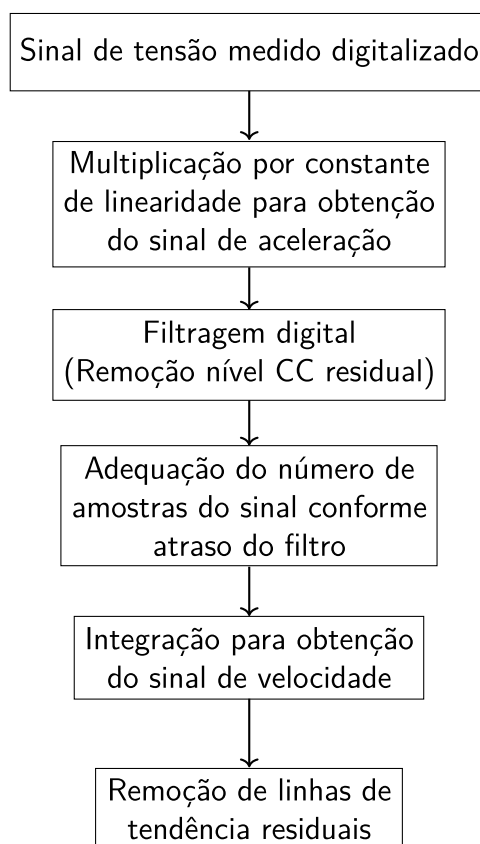 Sinal de tensão medido digitalizado
Multiplicação por constante
de linearidade para obtenção
do sinal de aceleração
Filtragem digital
(Remoção nível CC residual)
Adequação do número de
amostras do sinal conforme
atraso do filtro
Integração para obtenção
do sinal de velocidade
Remoção de linhas de
tendência residuais